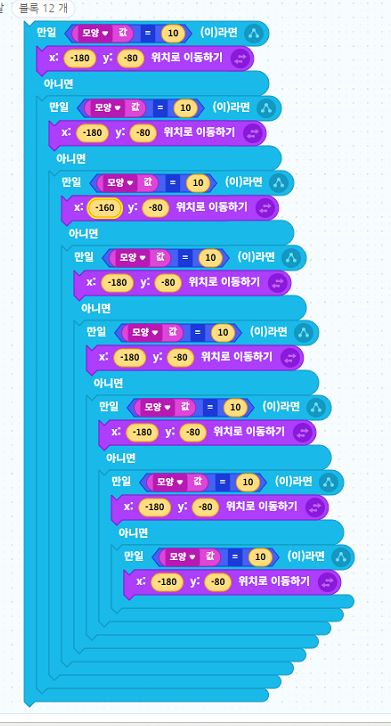 블록 12 개
만일 모양 값 = 10 (이)라면
x: -180 y: -80 위치로 이동하기
아니면
만일 모양 값 = 10 (이)라면
x: -180 y: -80 위치로 이동하기
아니면
만일 모양 값 = 10 (이)라면
x: -160 y: -80 위치로 이동하기
아니면
만일 모양 값 = 10 (이)라면
x: -180 y: -80 위치로 이동하기
아니면
만일 모양 값 = 10 (이)라면
x: -180 y: -80 위치로 이동하기
아니면
만일 모양 값 = 10 (이)라면
x: -180 y: -80 위치로 이동하기
아니면
만일 모양 값 = 10 (이)라면
x: -180 y: -80 위치로 이동하기
아니면
만일 모양 값 = 10 (이)라면
x: -180 y: -80 위치로 이동하기